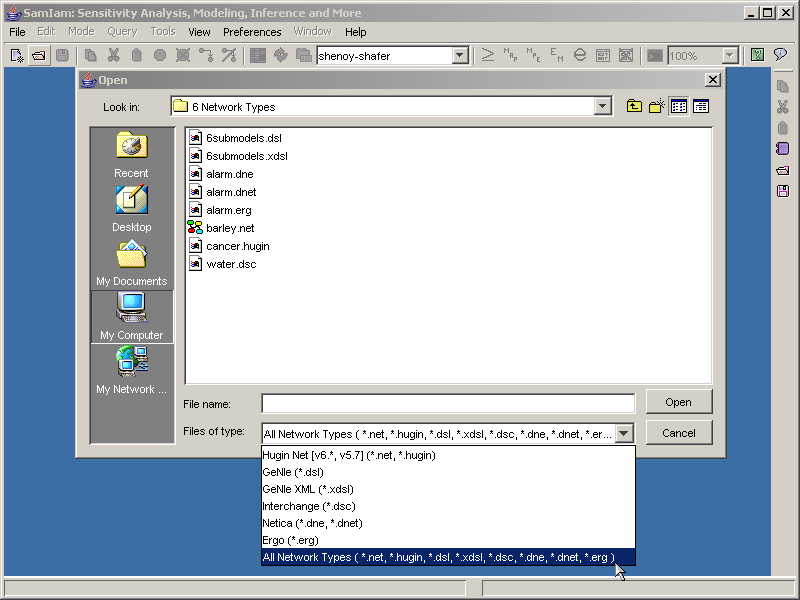 SamIam: Sensitivity Analysis, Modeling, Inference and More
File Edit Mode Query Tools View Preferences Window Help
shenoy-shafer
MAP MPE EM
100%
Open
Look in: 6 Network Types
Recent
Desktop
My Documents
My Computer
My Network ...
6submodels.dsl
6submodels.xdsl
alarm.dne
alarm.dnet
alarm.erg
barley.net
cancer.hugin
water.dsc
File name:
Open
Files of type: All Network Types ( *.net, *.hugin, *.dsl, *.xdsl, *.dsc, *.dne, *.dnet, *.er...
Cancel
Hugin Net [v6.*, v5.7] (*.net, *.hugin)
GeNIe (*.dsl)
GeNIe XML (*.xdsl)
Interchange (*.dsc)
Netica (*.dne, *.dnet)
Ergo (*.erg)
All Network Types ( *.net, *.hugin, *.dsl, *.xdsl, *.dsc, *.dne, *.dnet, *.erg )